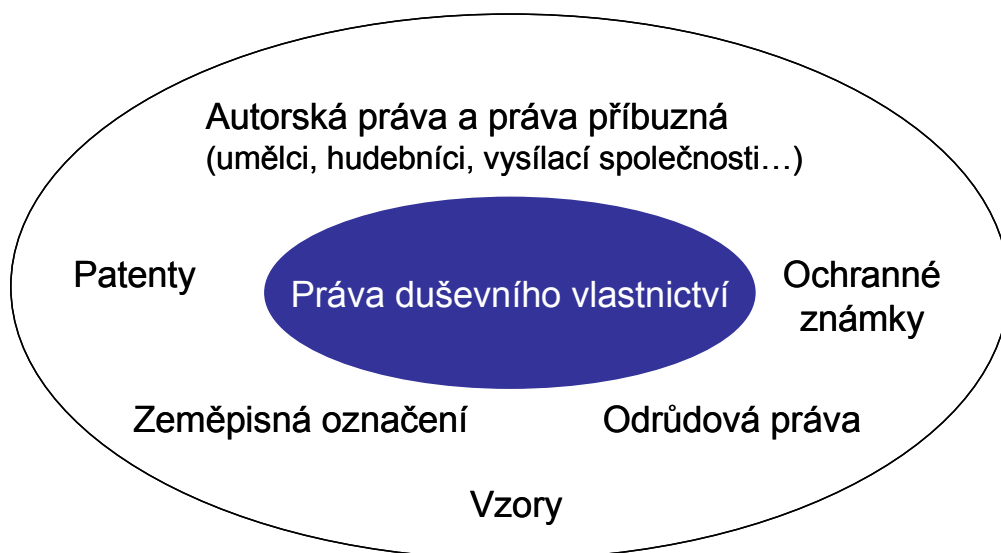 Autorská práva a práva příbuzná
(umělci, hudebníci, vysílací společnosti…)
Patenty
Práva duševního vlastnictví
Ochranné
známky
Zeměpisná označení
Odrůdová práva
Vzory